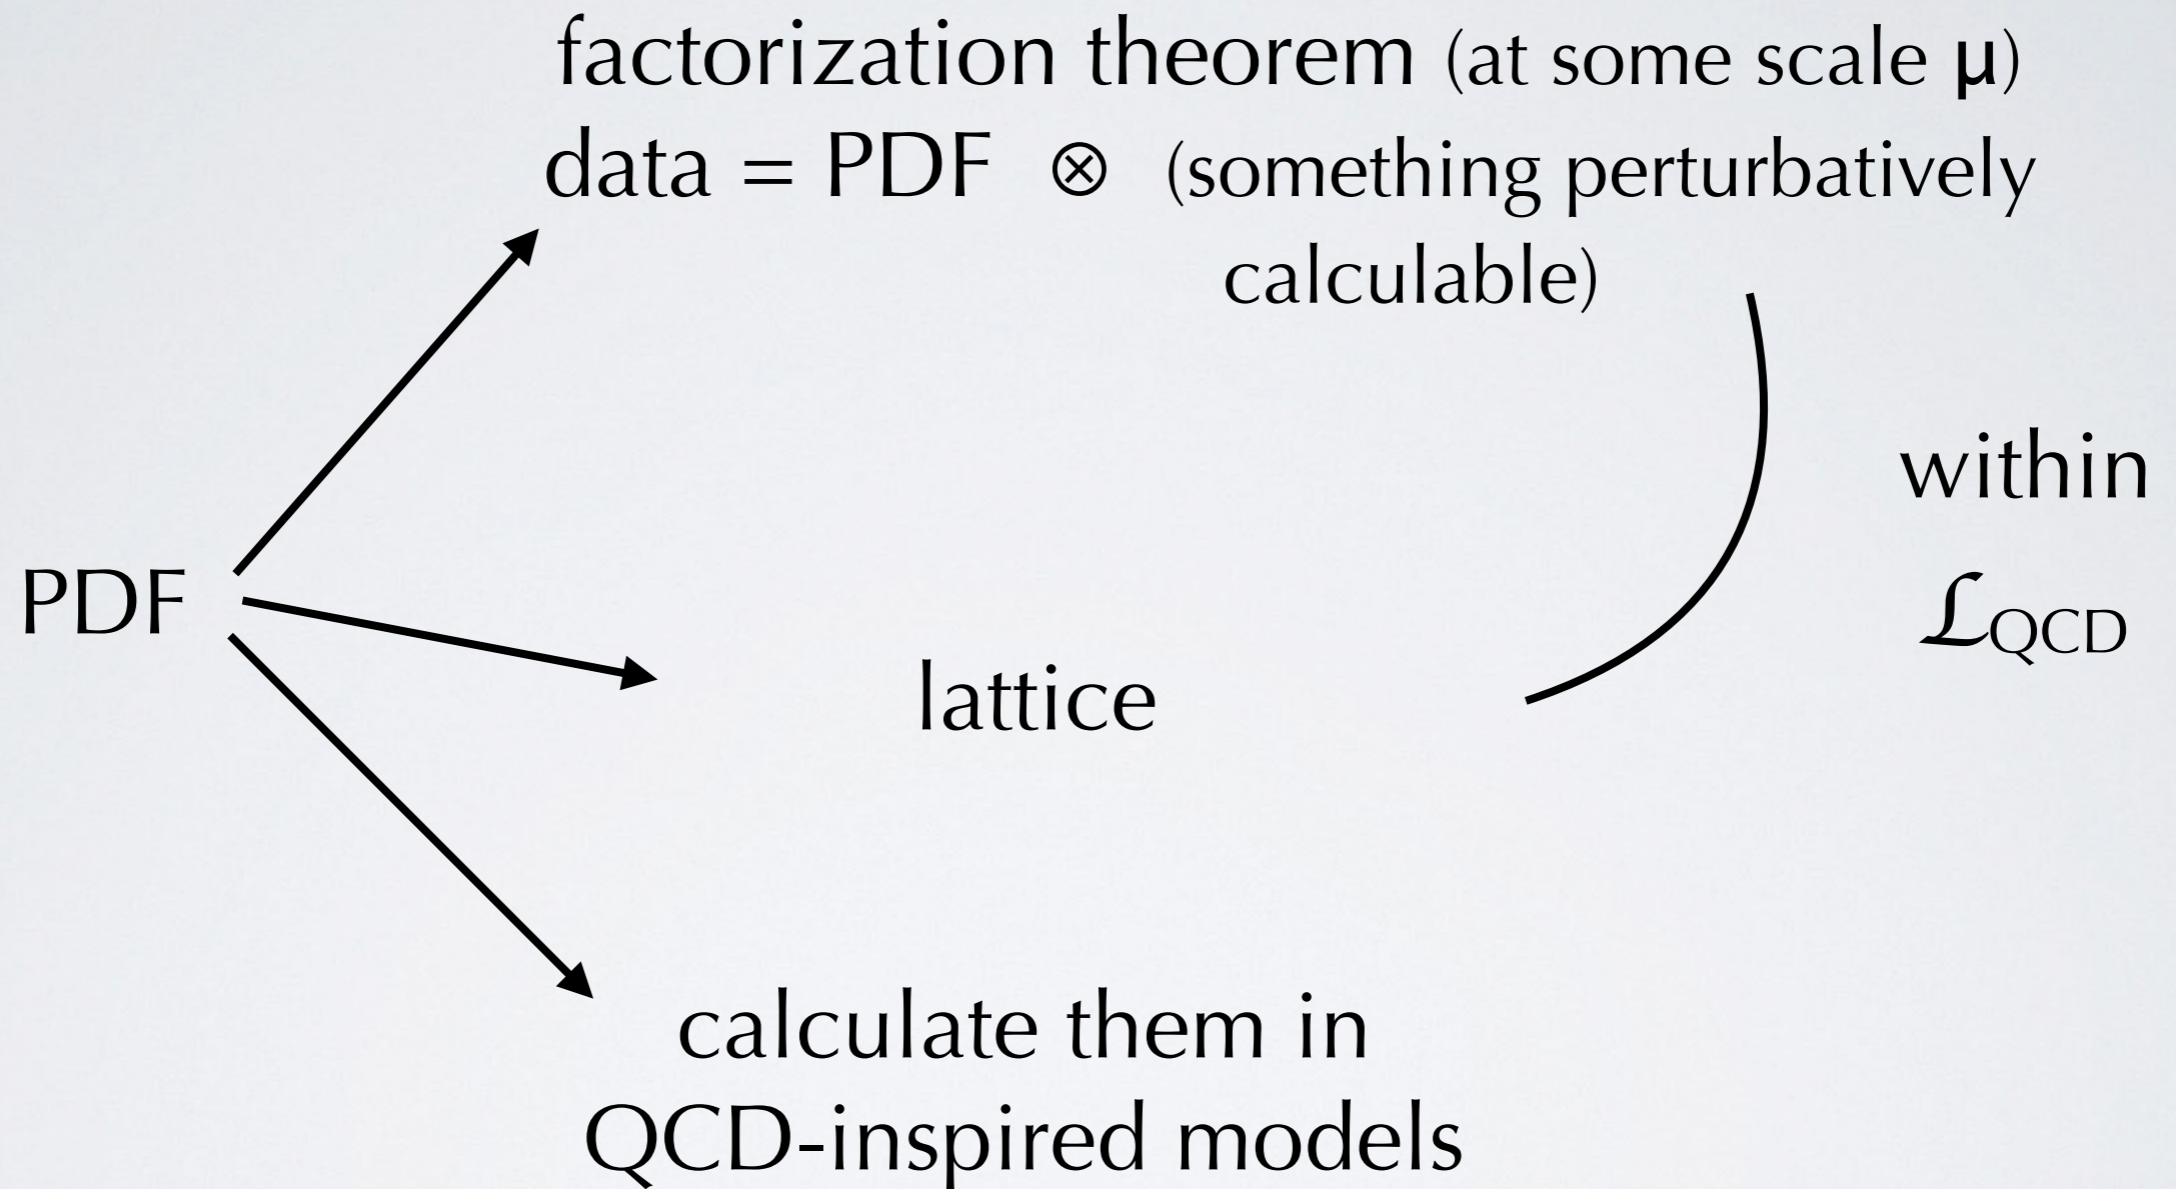 factorization theorem (at some scale μ)
data = PDF ⊗ (something perturbatively
calculable)
within
ℒQCD
PDF
lattice
calculate them in
QCD-inspired models